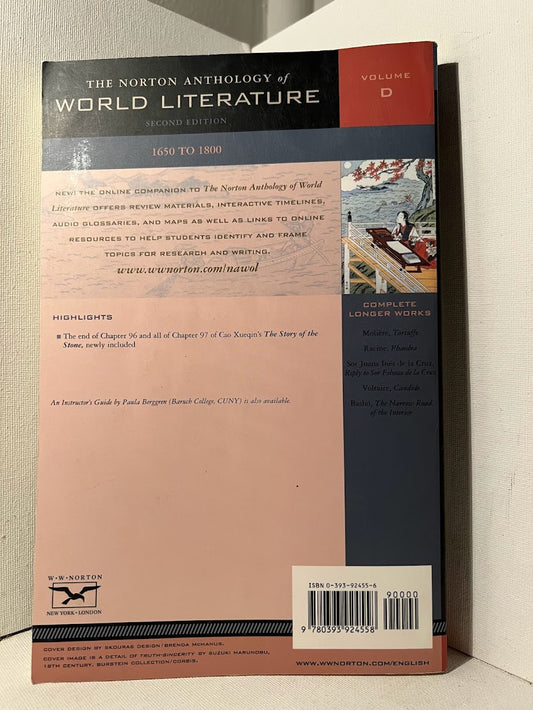 THE NORTON ANTHOLOGY of
WORLD LITERATURE
SECOND EDITION
VOLUME
D
1650 TO 1800
NEW! THE ONLINE COMPANION TO The Norton Anthology of World
Literature OFFERS REVIEW MATERIALS, INTERACTIVE TIMELINES,
AUDIO GLOSSARIES, AND MAPS AS WELL AS LINKS TO ONLINE
RESOURCES TO HELP STUDENTS IDENTIFY AND FRAME
TOPICS FOR RESEARCH AND WRITING.
www.wwnorton.com/nawol
HIGHLIGHTS
■ The end of Chapter 96 and all of Chapter 97 of Cao Xueqin's The Story of the
Stone, newly included
An Instructor's Guide by Paula Berggren (Baruch College, CUNY) is also available.
COMPLETE
LONGER WORKS
Molière, Tartuffe
Racine, Phaedra
Sor Juana Inés de la Cruz,
Reply to Sor Filotea de la Cruz
Voltaire, Candide
Bashō, The Narrow Road
of the Interior
W·W·NORTON
NEW YORK·LONDON
ISBN 0-393-92455-6
90000
9 780393 924558
COVER DESIGN BY SKOURAS DESIGN/BRENDA MCMANUS.
COVER IMAGE IS A DETAIL OF TRUTH-SINCERITY BY SUZUKI MARUNOBU,
18TH CENTURY. BURSTEIN COLLECTION/CORBIS.
WWW.WWNORTON.COM/ENGLISH